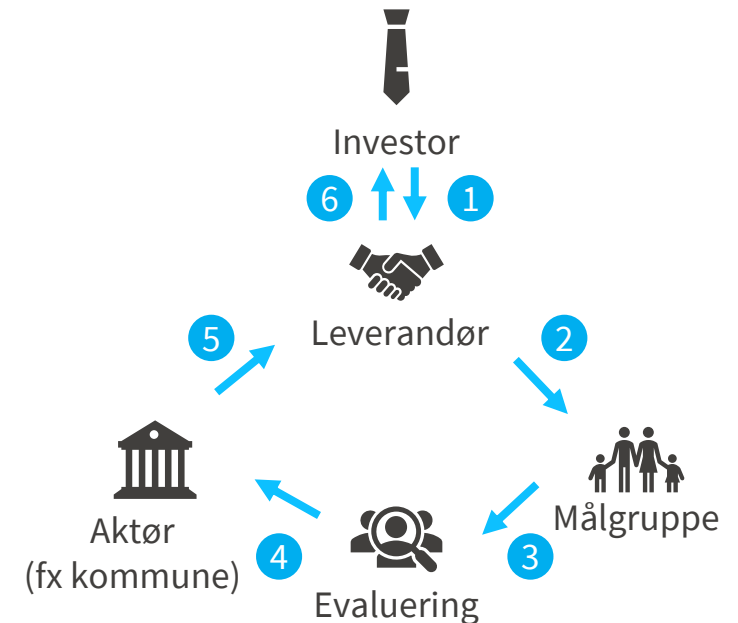 Investor
6
1
Leverandør
5
2
Målgruppe
Aktør
(fx kommune)
4
3
Evaluering